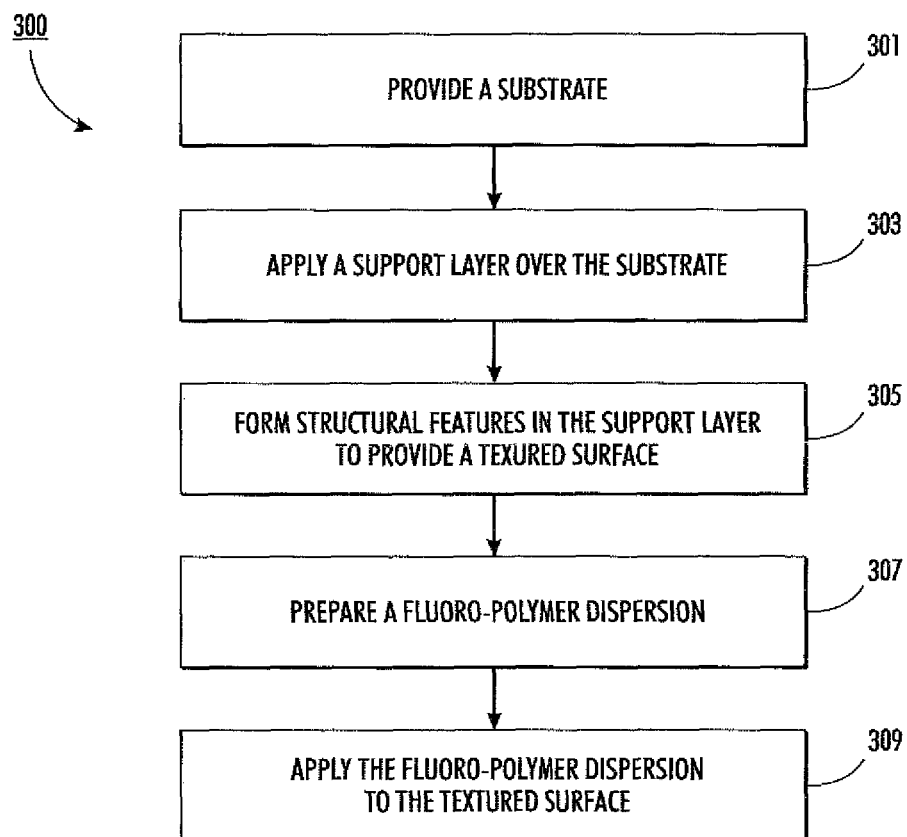 300
301
PROVIDE A SUBSTRATE
303
APPLY A SUPPORT LAYER OVER THE SUBSTRATE
305
FORM STRUCTURAL FEATURES IN THE SUPPORT LAYER
TO PROVIDE A TEXURED SURFACE
307
PREPARE A FLUORO-POLYMER DISPERSION
309
APPLY THE FLUORO-POLYMER DISPERSION
TO THE TEXTURED SURFACE